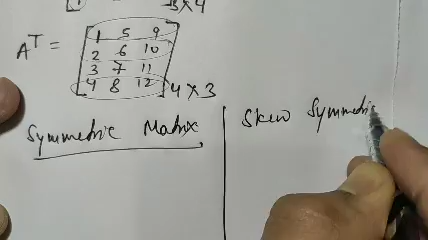 3×4
Aᵀ =
1 5 9
2 6 10
3 7 11
4 8 12
4×3
Symmetric Matrix
Skew Symmetric